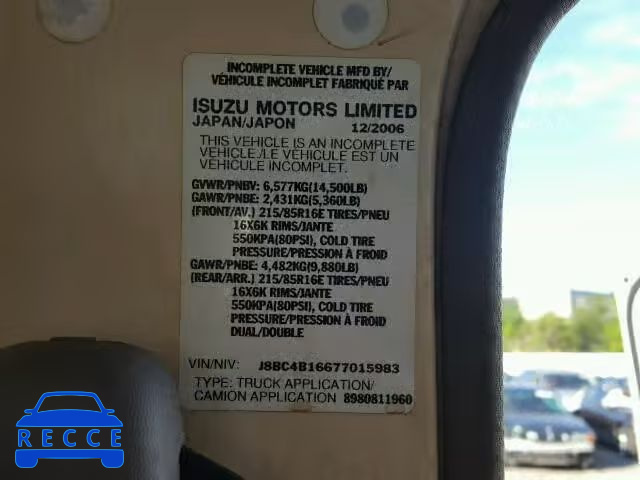 INCOMPLETE VEHICLE MFD BY/
VÉHICULE INCOMPLET FABRIQUÉ PAR
ISUZU MOTORS LIMITED
JAPAN/JAPON 12/2006
THIS VEHICLE IS AN INCOMPLETE
VEHICLE./LE VÉHICULE EST UN
VÉHICULE INCOMPLET.
GVWR/PNBV: 6,577KG(14,500LB)
GAWR/PNBE: 2,431KG(5,360LB)
(FRONT/AV.) 215/85R16E TIRES/PNEU
16X6K RIMS/JANTE
550KPA(80PSI), COLD TIRE
PRESSURE/PRESSION À FROID
GAWR/PNBE: 4,482KG(9,880LB)
(REAR/ARR.) 215/85R16E TIRES/PNEU
16X6K RIMS/JANTE
550KPA(80PSI), COLD TIRE
PRESSURE/PRESSION À FROID
DUAL/DOUBLE
VIN/NIV: J8BC4B16677015983
TYPE: TRUCK APPLICATION/
CAMION APPLICATION 8980811960
RECCE